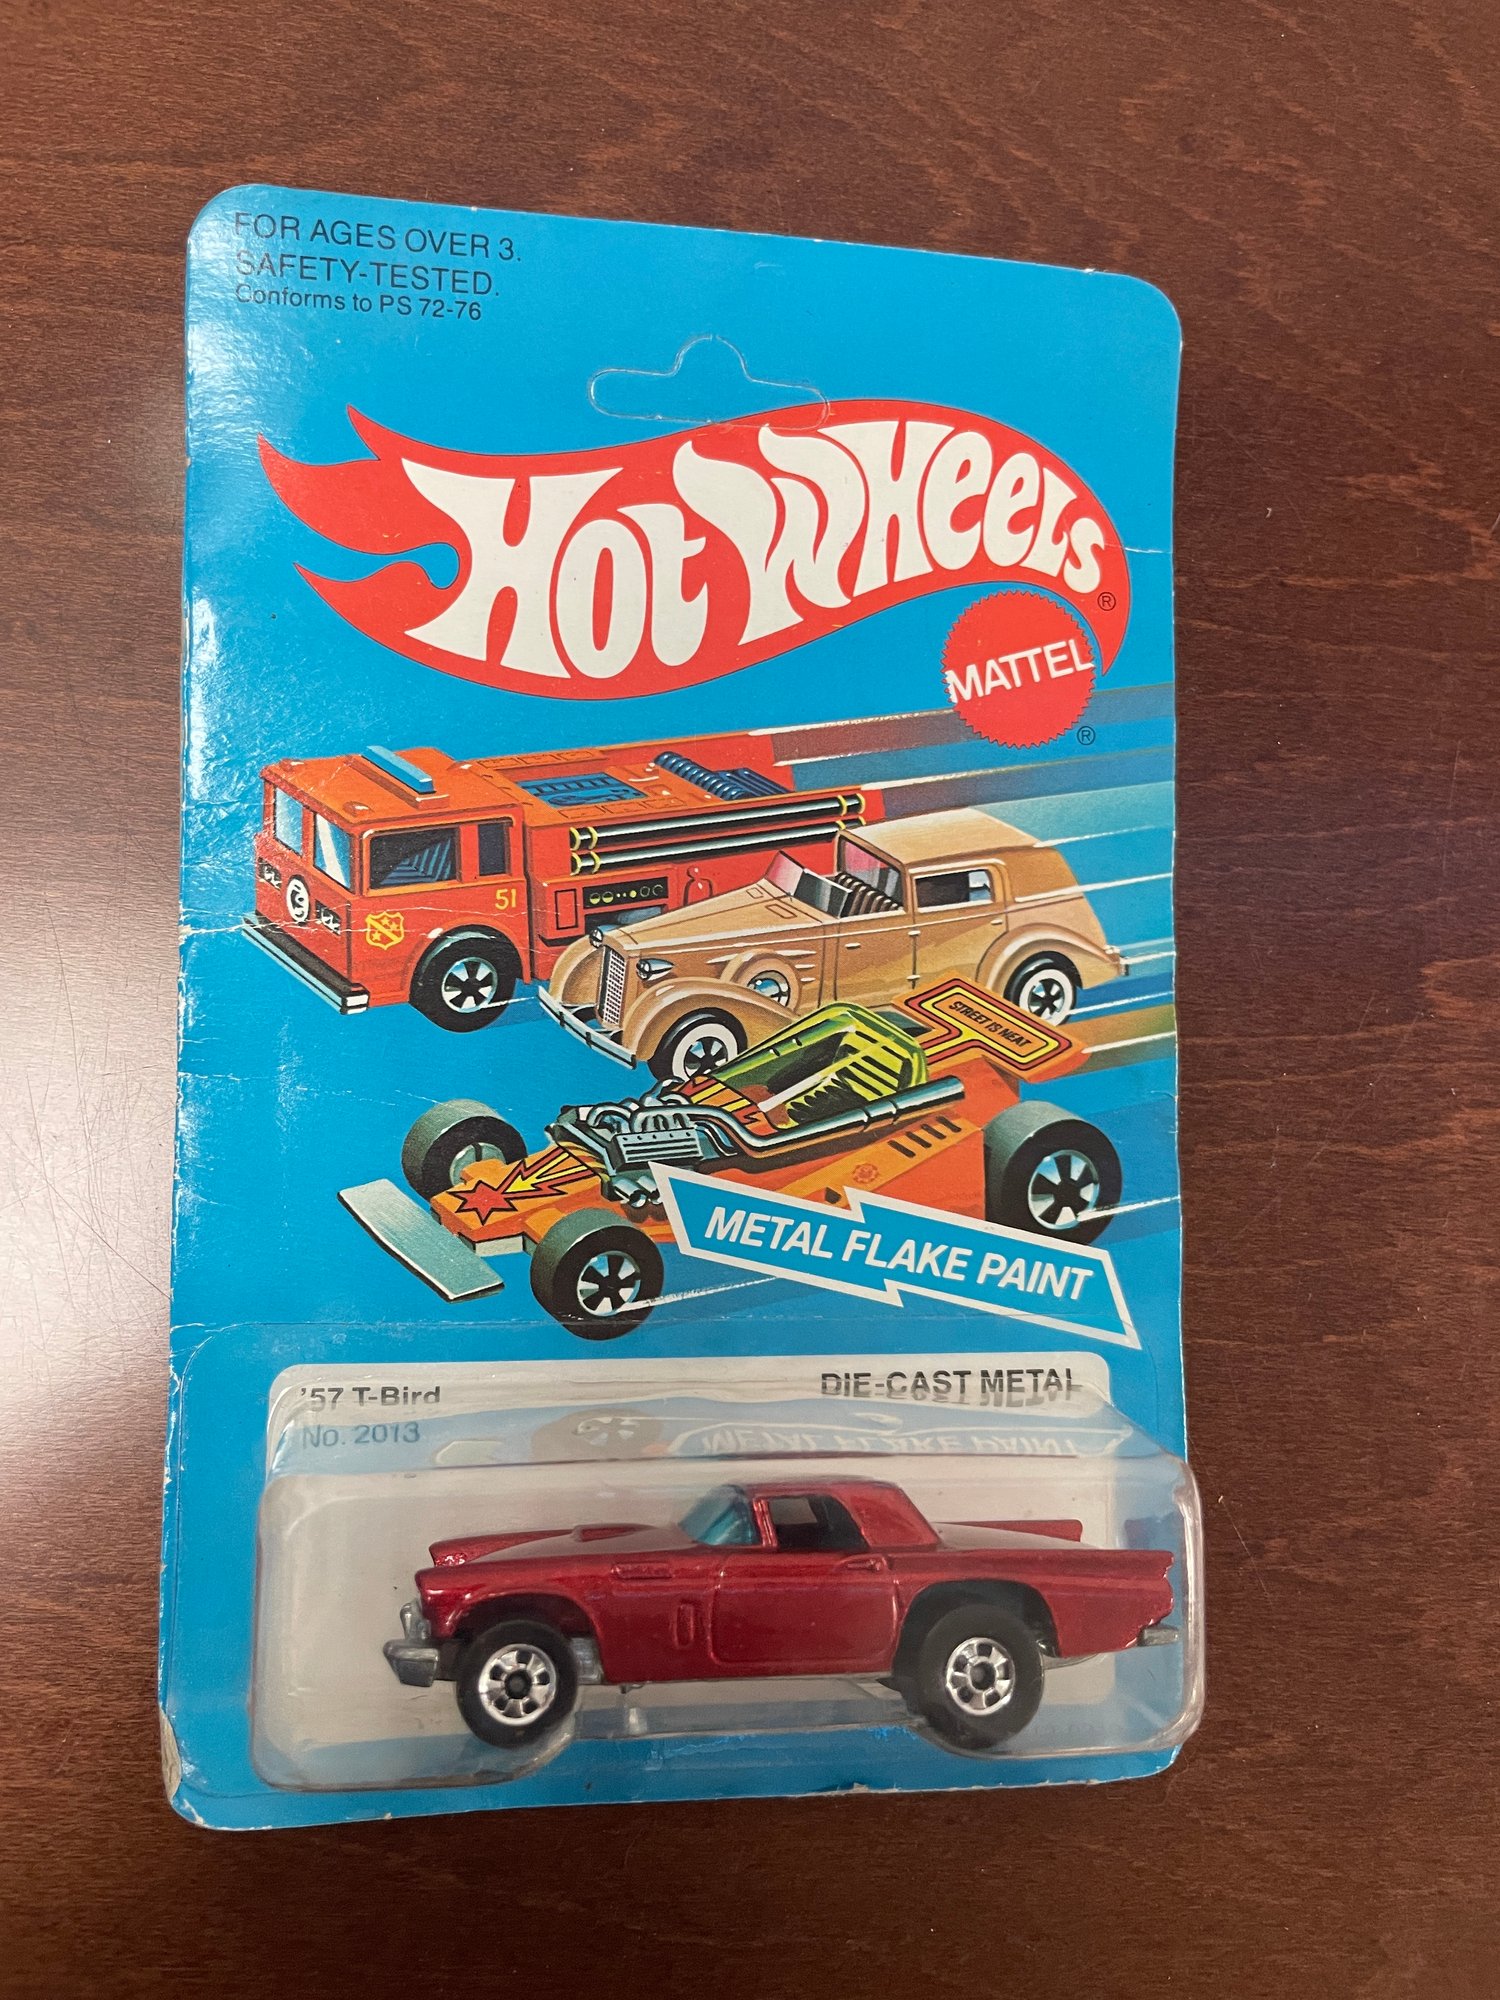 FOR AGES OVER 3.
SAFETY-TESTED.
Conforms to PS 72-76
HOT WHEELS ®
MATTEL ®
51
STREET IS NEAT
METAL FLAKE PAINT
'57 T-Bird
DIE-CAST METAL
No. 2013